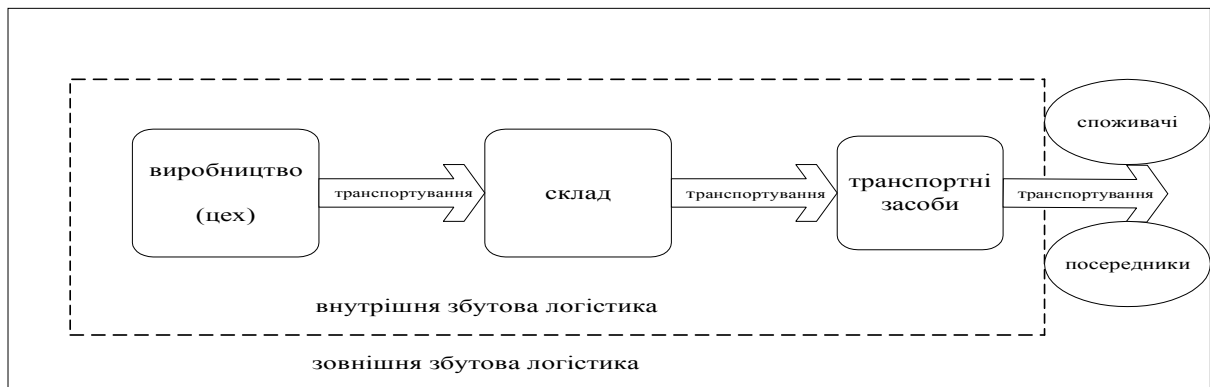 виробництво
(цех)
транспортування
склад
транспортування
транспортні
засоби
транспортування
споживачі
посередники
внутрішня збутова логістика
зовнішня збутова логістика